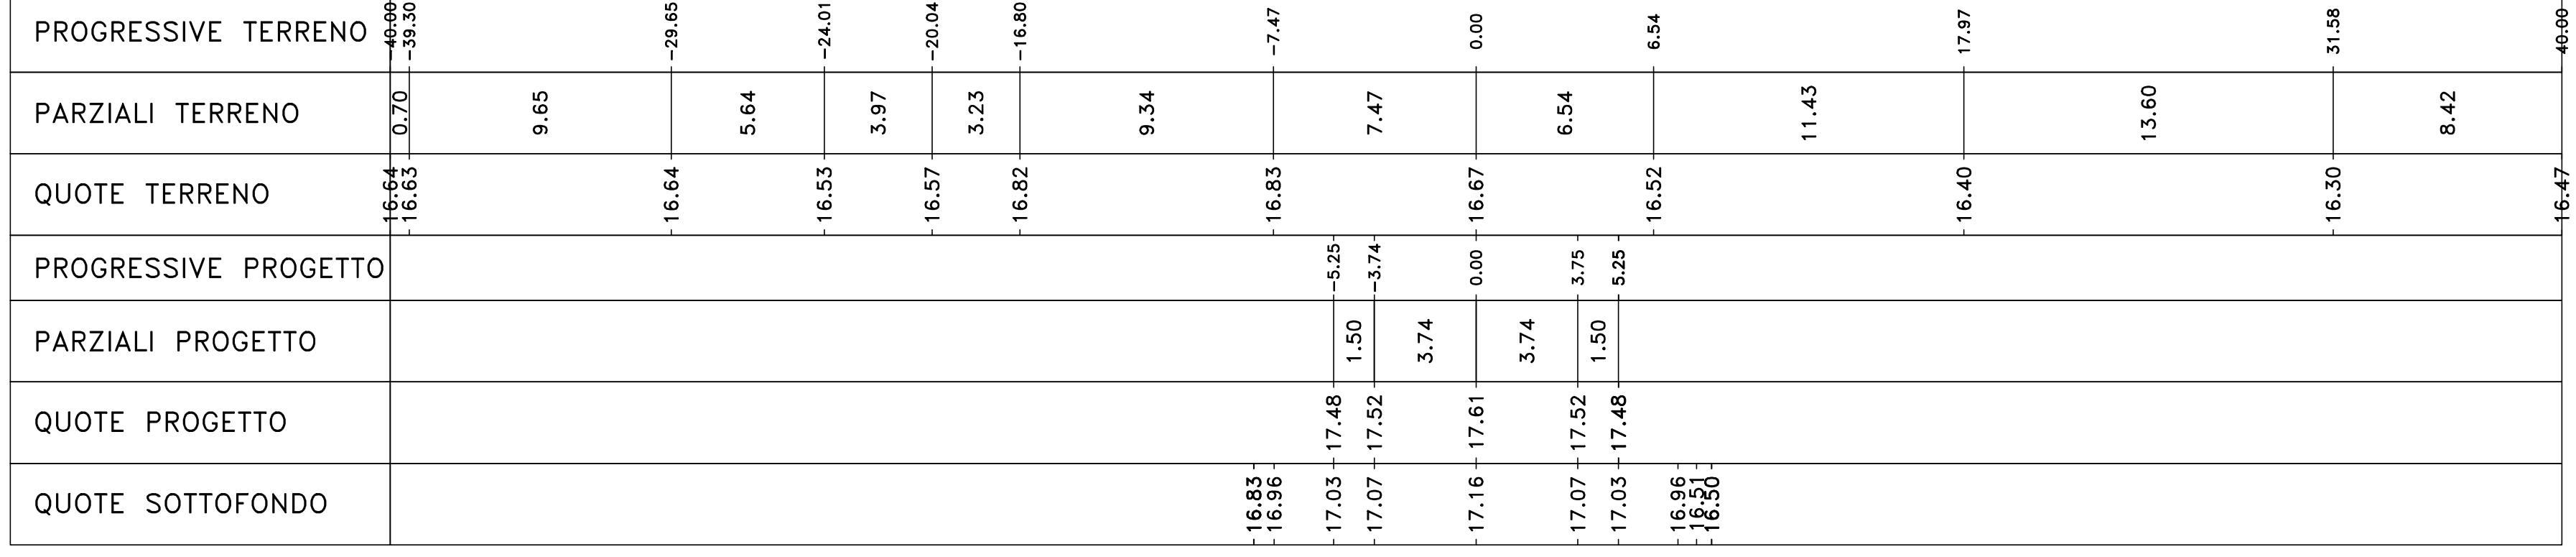 PROGRESSIVE TERRENO -40.00 -39.30 -29.65 -24.01 -20.04 -16.80 -7.47 0.00 6.54 17.97 31.58 40.00
PARZIALI TERRENO 0.70 9.65 5.64 3.97 3.23 9.34 7.47 6.54 11.43 13.60 8.42
QUOTE TERRENO 16.64 16.63 16.64 16.53 16.57 16.82 16.83 16.67 16.52 16.40 16.30 16.47
PROGRESSIVE PROGETTO -5.25 -3.74 0.00 3.75 5.25
PARZIALI PROGETTO 1.50 3.74 3.74 1.50
QUOTE PROGETTO 17.48 17.52 17.61 17.52 17.48
QUOTE SOTTOFONDO 16.83 16.96 17.03 17.07 17.16 17.07 17.03 16.96 16.51 16.50